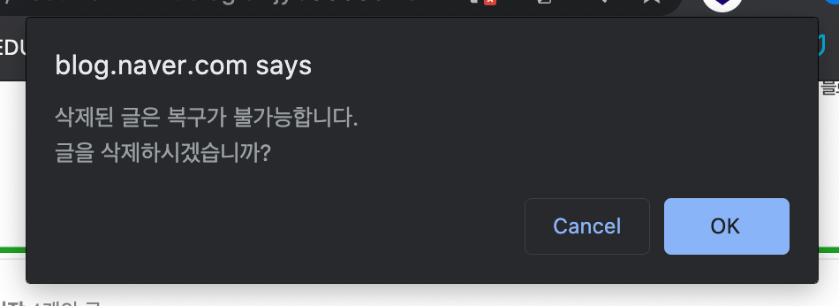 EDU
blog.naver.com says
삭제된 글은 복구가 불가능합니다.
글을 삭제하시겠습니까?
Cancel
OK